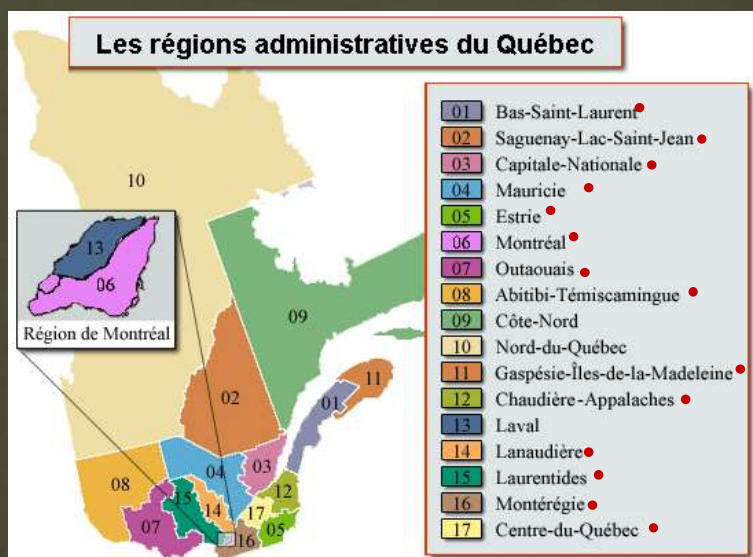 Les régions administratives du Québec
01 Bas-Saint-Laurent
02 Saguenay-Lac-Saint-Jean
03 Capitale-Nationale
04 Mauricie
05 Estrie
06 Montréal
07 Outaouais
08 Abitibi-Témiscamingue
09 Côte-Nord
10 Nord-du-Québec
11 Gaspésie-Îles-de-la-Madeleine
12 Chaudière-Appalaches
13 Laval
14 Lanaudière
15 Laurentides
16 Montérégie
17 Centre-du-Québec
10
13
06
Région de Montréal
09
02
01
11
04
03
08
15
14
12
17
07
16
05